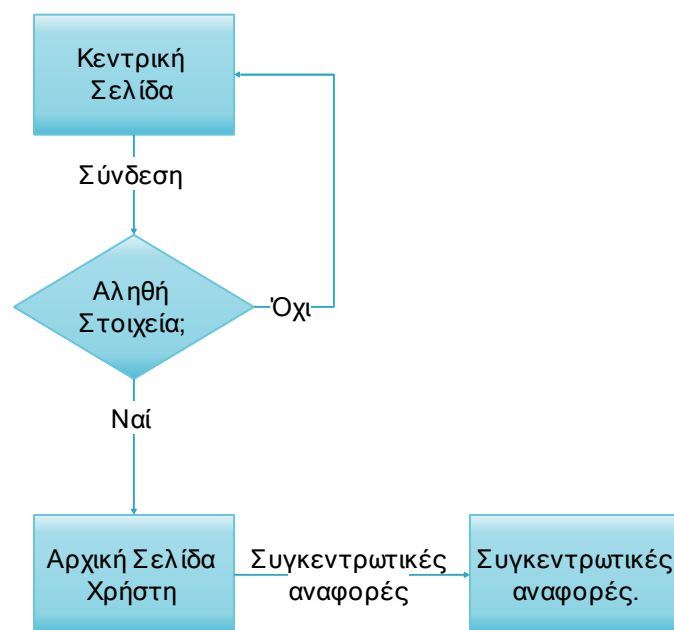 Κεντρική
Σελίδα
Σύνδεση
Αληθή
Στοιχεία;
Όχι
Ναί
Αρχική Σελίδα
Χρήστη
Συγκεντρωτικές
αναφορές
Συγκεντρωτικές
αναφορές.